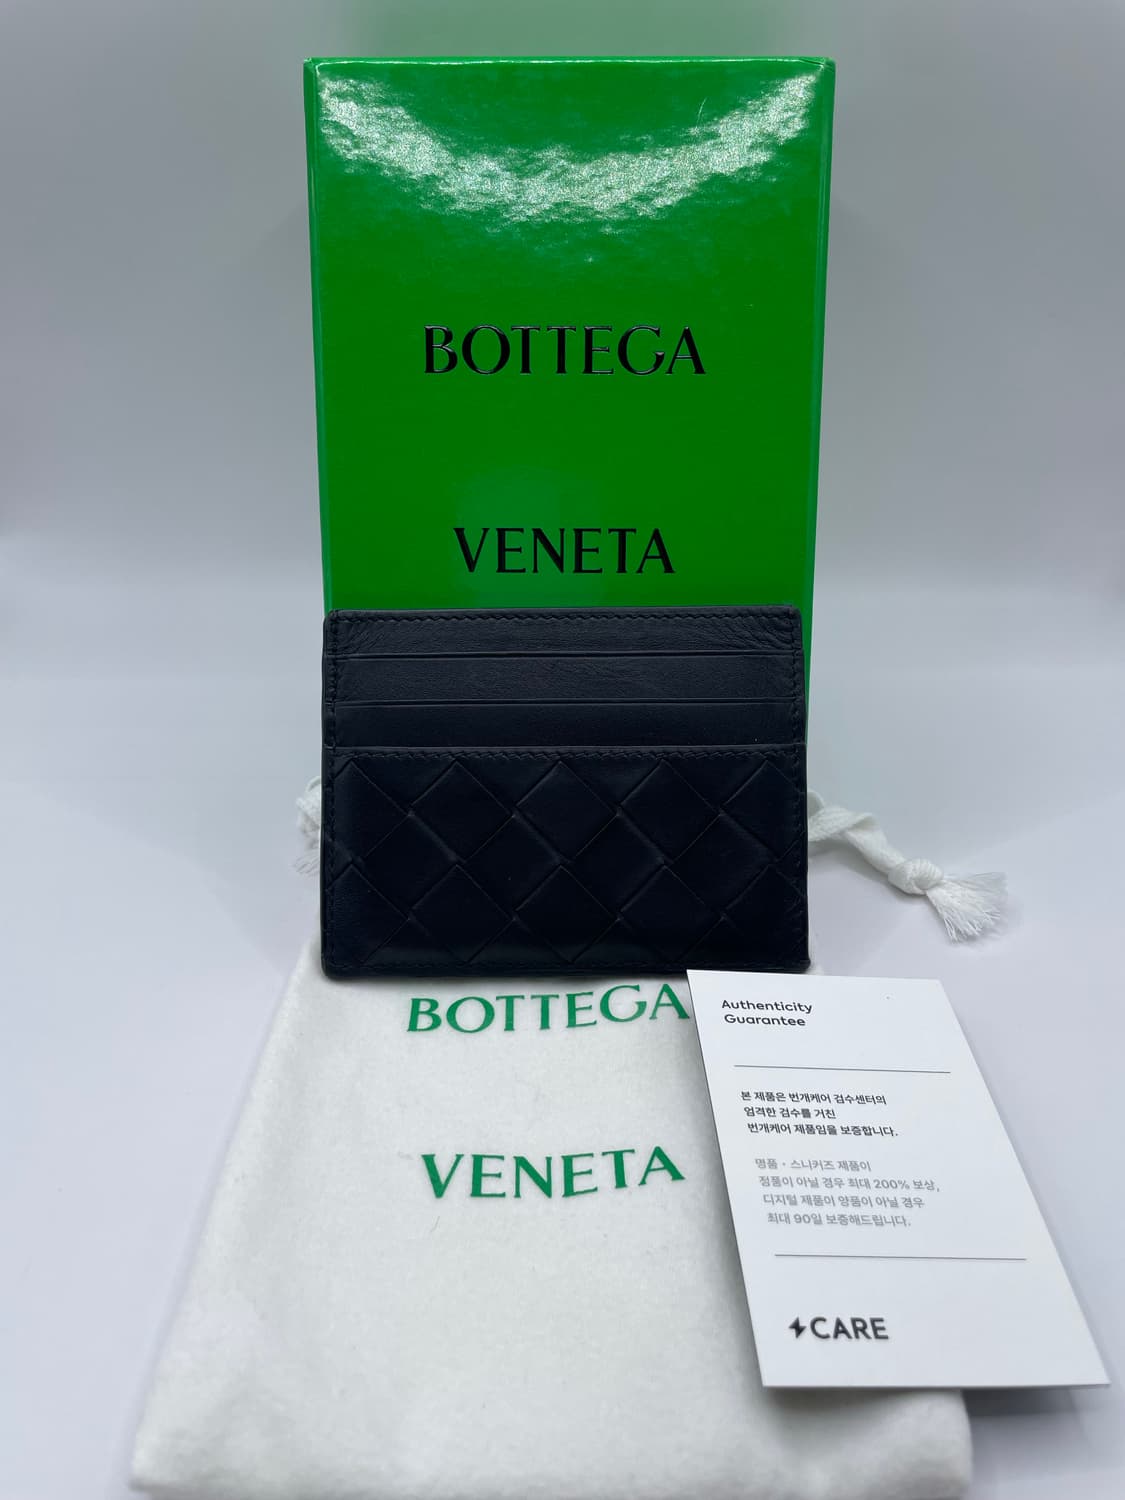 BOTTEGA
VENETA
BOTTEGA
VENETA
Authenticity
Guarantee
본 제품은 번개케어 검수센터의
엄격한 검수를 거친
번개케어 제품임을 보증합니다.
명품・스니커즈 제품이
정품이 아닐 경우 최대 200% 보상,
디지털 제품이 양품이 아닐 경우
최대 90일 보증해드립니다.
CARE